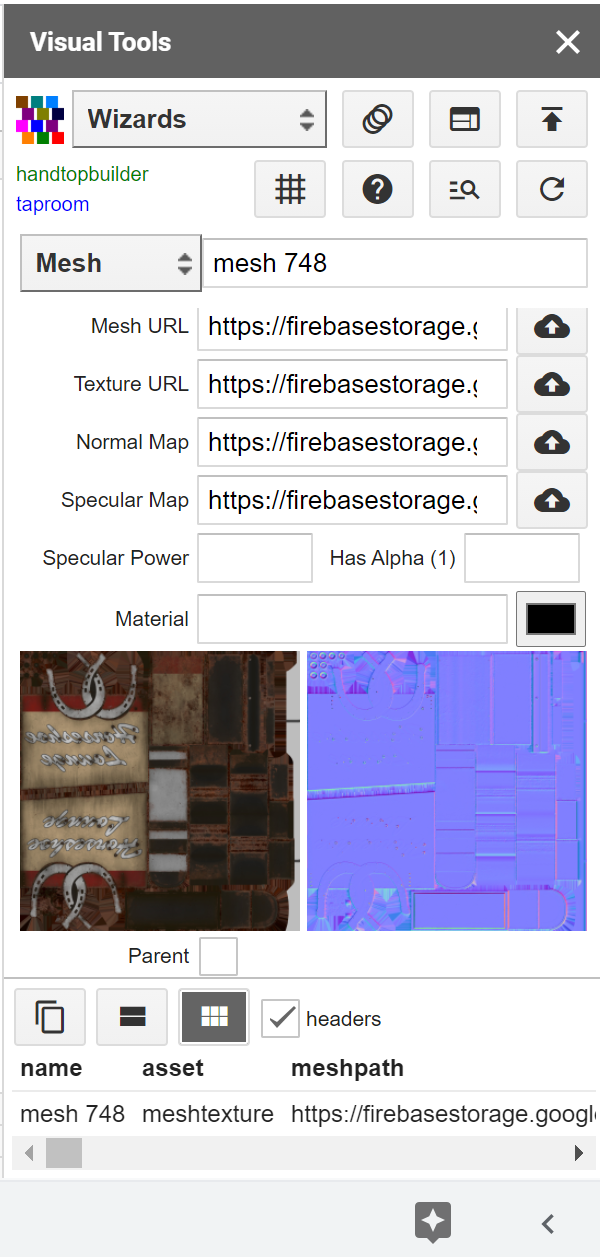 Visual Tools
Wizards
handtopbuilder
taproom
Mesh
mesh 748
Mesh URL
https://firebasestorage.g
Texture URL
https://firebasestorage.g
Normal Map
https://firebasestorage.g
Specular Map
https://firebasestorage.g
Specular Power
Has Alpha (1)
Material
Horseshoe
Lounge
Lounge
Horseshoe
Parent
headers
name asset meshpath
mesh 748 meshtexture https://firebasestorage.googl